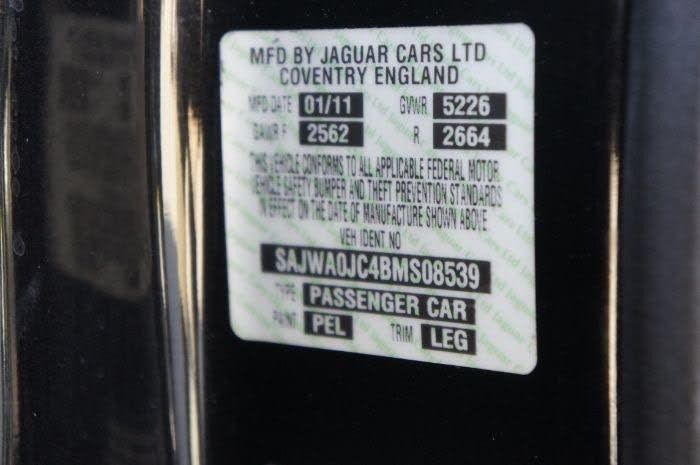 MFD BY JAGUAR CARS LTD
COVENTRY ENGLAND
MFD DATE 01/11 GVWR 5226
GAWR F 2562 R 2664
THIS VEHICLE CONFORMS TO ALL APPLICABLE FEDERAL MOTOR
VEHICLE SAFETY BUMPER AND THEFT PREVENTION STANDARDS
IN EFFECT ON THE DATE OF MANUFACTURE SHOWN ABOVE
VEH IDENT NO
SAJWA0JC4BMS08539
TYPE PASSENGER CAR
PAINT PEL TRIM LEG